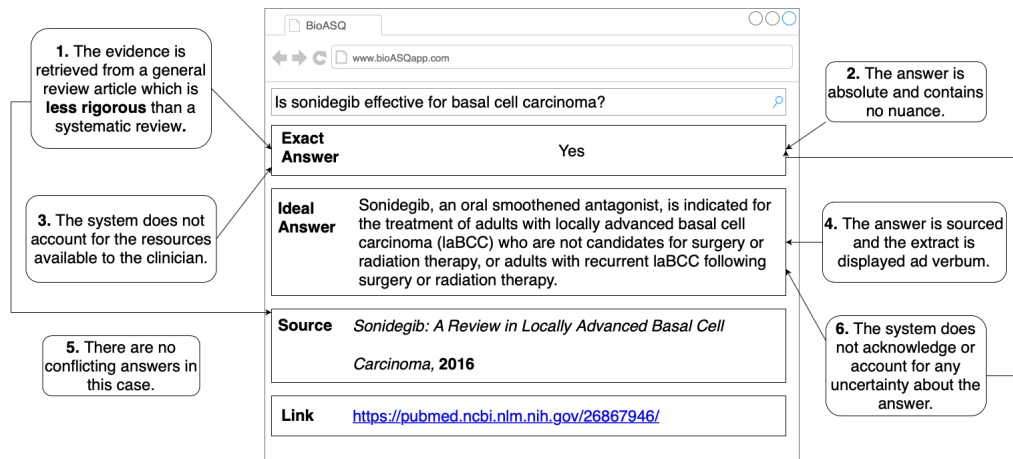 BioASQ
www.bioASQapp.com
1. The evidence is
retrieved from a general
review article which is
less rigorous than a
systematic review.
2. The answer is
absolute and contains
no nuance.
Is sonidegib effective for basal cell carcinoma?
Exact
Answer
Yes
3. The system does not
account for the resources
available to the clinician.
Ideal
Answer
Sonidegib, an oral smoothened antagonist, is indicated for
the treatment of adults with locally advanced basal cell
carcinoma (laBCC) who are not candidates for surgery or
radiation therapy, or adults with recurrent laBCC following
surgery or radiation therapy.
4. The answer is sourced
and the extract is
displayed ad verbum.
Source
Sonidegib: A Review in Locally Advanced Basal Cell
Carcinoma, 2016
5. There are no
conflicting answers in
this case.
6. The system does
not acknowledge or
account for any
uncertainty about the
answer.
Link
https://pubmed.ncbi.nlm.nih.gov/26867946/